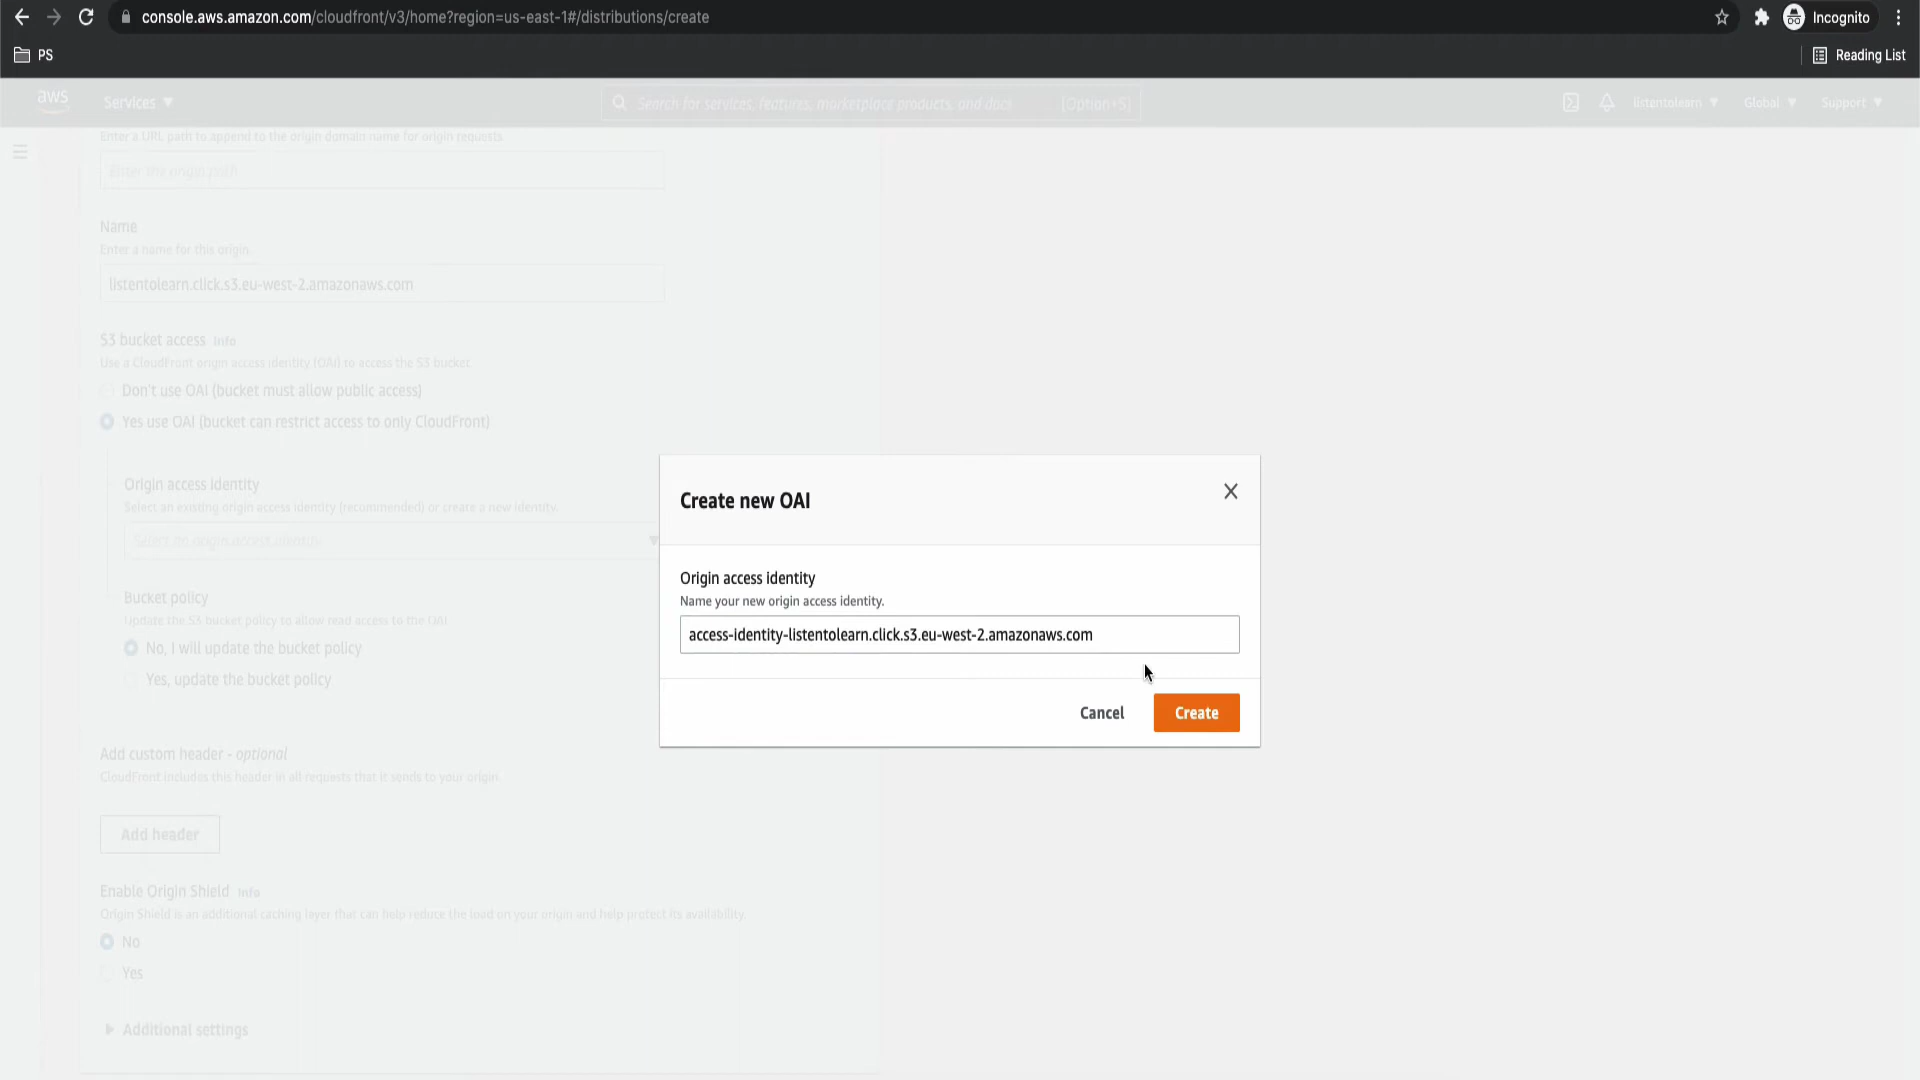 console.aws.amazon.com/cloudfront/v3/home?region=us-east-1#/distributions/create
Incognito
PS
Reading List
aws
Services
Search for services, features, marketplace products, and docs
[Option+S]
listentolearn
Global
Support
Enter a URL path to append to the origin domain name for origin requests.
Enter the origin path
Name
Enter a name for this origin.
listentolearn.click.s3.eu-west-2.amazonaws.com
S3 bucket access Info
Use a CloudFront origin access identity (OAI) to access the S3 bucket.
Don't use OAI (bucket must allow public access)
Yes use OAI (bucket can restrict access to only CloudFront)
Origin access identity
Select an existing origin access identity (recommended) or create a new identity.
Select an origin access identity
Bucket policy
Update the S3 bucket policy to allow read access to the OAI
No, I will update the bucket policy
Yes, update the bucket policy
Add custom header - optional
CloudFront includes this header in all requests that it sends to your origin.
Add header
Enable Origin Shield Info
Origin Shield is an additional caching layer that can help reduce the load on your origin and help protect its availability.
No
Yes
Additional settings
Create new OAI
Origin access identity
Name your new origin access identity.
access-identity-listentolearn.click.s3.eu-west-2.amazonaws.com
Cancel
Create